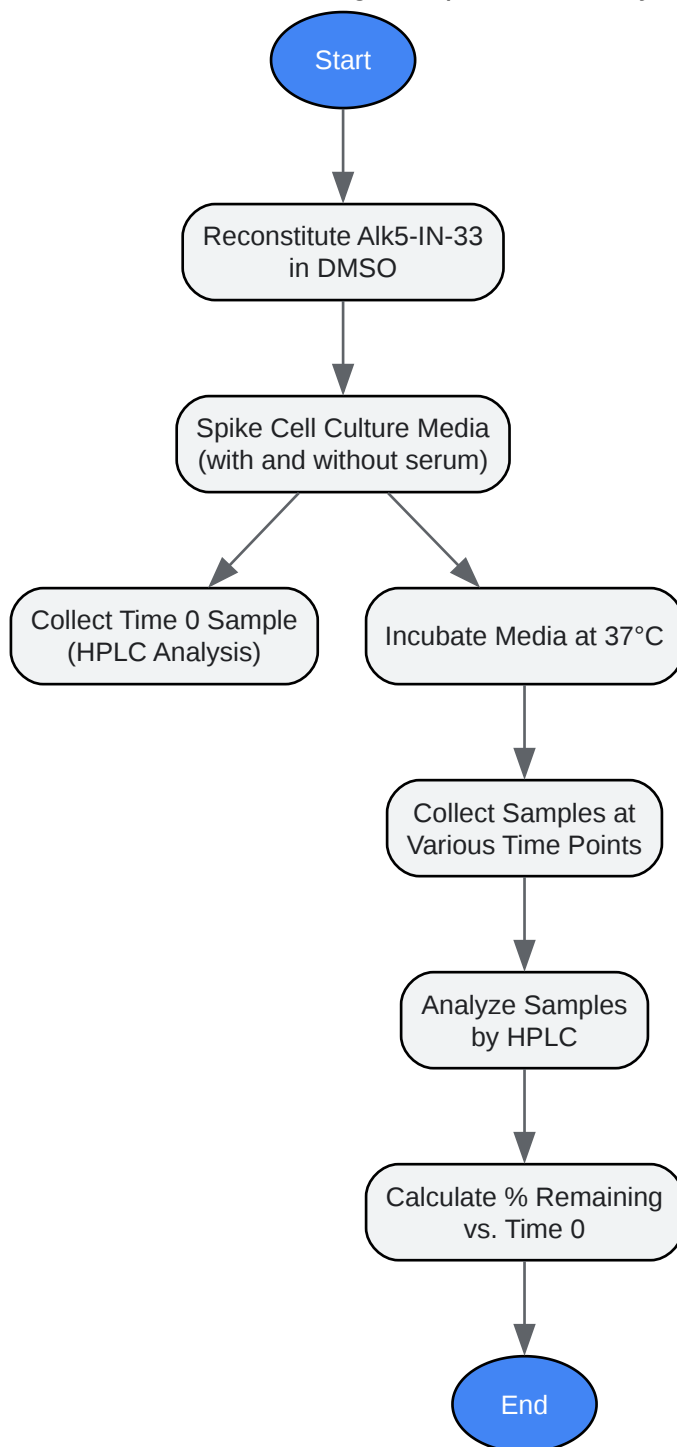 Start
Reconstitute Alk5-IN-33
in DMSO
Spike Cell Culture Media
(with and without serum)
Collect Time 0 Sample
(HPLC Analysis)
Incubate Media at 37°C
Collect Samples at
Various Time Points
Analyze Samples
by HPLC
Calculate % Remaining
vs. Time 0
End